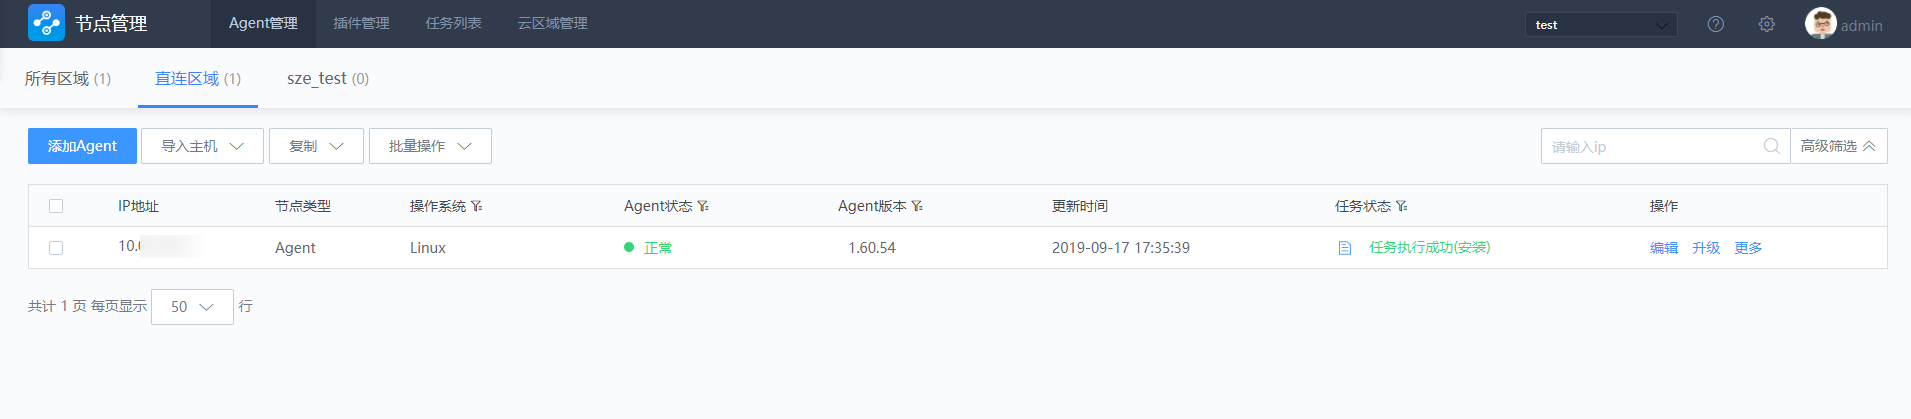 节点管理 Agent管理 插件管理 任务列表 云区域管理 test admin
所有区域 (1) 直连区域 (1) sze_test (0)
添加Agent 导入主机 复制 批量操作 请输入ip 高级筛选
IP地址 节点类型 操作系统 Agent状态 Agent版本 更新时间 任务状态 操作
10. Agent Linux 正常 1.60.54 2019-09-17 17:35:39 任务执行成功(安装) 编辑 升级 更多
共计 1 页 每页显示 50 行